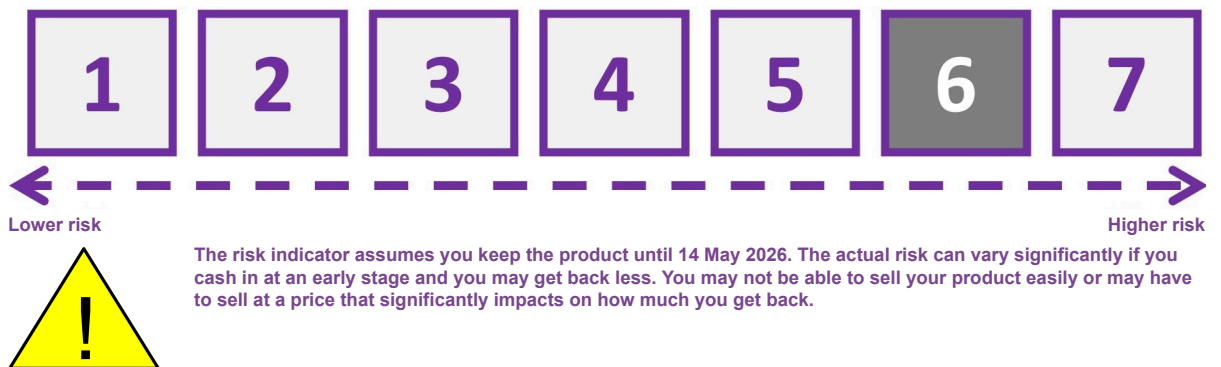 1 2 3 4 5 6 7
Lower risk Higher risk
The risk indicator assumes you keep the product until 14 May 2026. The actual risk can vary significantly if you
cash in at an early stage and you may get back less. You may not be able to sell your product easily or may have
to sell at a price that significantly impacts on how much you get back.
!